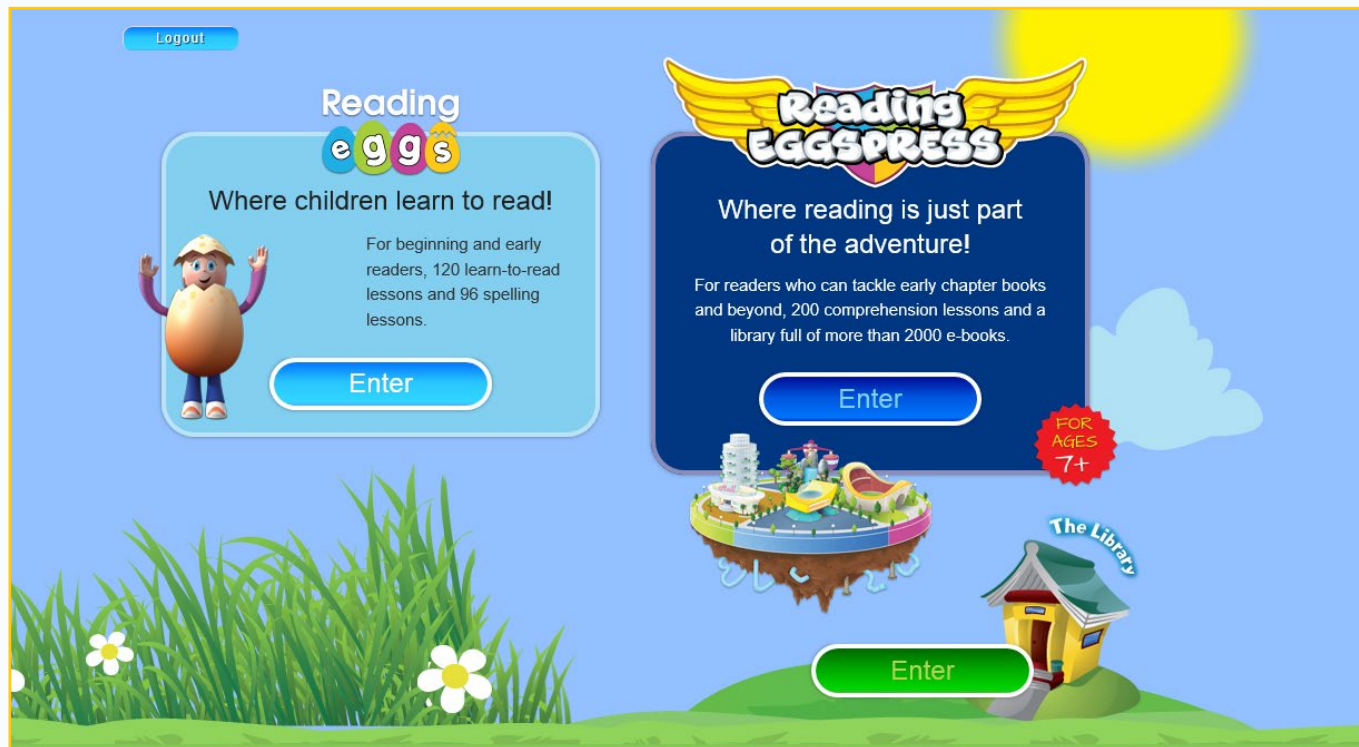 Logout
Reading
eggs
Where children learn to read!
For beginning and early
readers, 120 learn-to-read
lessons and 96 spelling
lessons.
Enter
Reading
EGGSPRESS
Where reading is just part
of the adventure!
For readers who can tackle early chapter books
and beyond, 200 comprehension lessons and a
library full of more than 2000 e-books.
Enter
FOR
AGES
7+
The Library
Enter